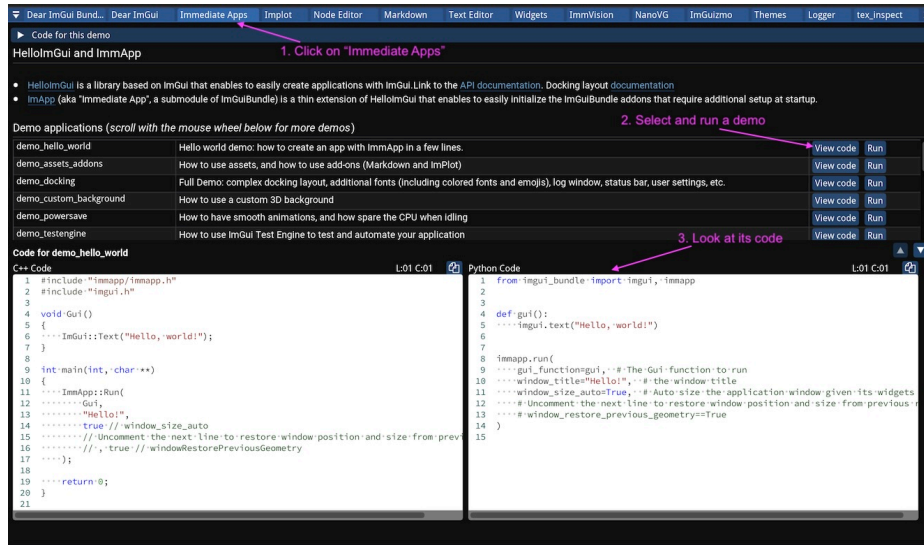 Dear ImGui Bund... Dear ImGui Immediate Apps Implot Node Editor Markdown Text Editor Widgets ImmVision NanoVG ImGuizmo Themes Logger tex_inspect
Code for this demo
1. Click on "Immediate Apps"
HelloImGui and ImmApp
HelloImGui is a library based on ImGui that enables to easily create applications with ImGui.Link to the API documentation. Docking layout documentation
ImApp (aka "Immediate App", a submodule of ImGuiBundle) is a thin extension of HelloImGui that enables to easily initialize the ImGuiBundle addons that require additional setup at startup.
2. Select and run a demo
Demo applications (scroll with the mouse wheel below for more demos)
demo_hello_world Hello world demo: how to create an app with ImmApp in a few lines. View code Run
demo_assets_addons How to use assets, and how to use add-ons (Markdown and ImPlot) View code Run
demo_docking Full Demo: complex docking layout, additional fonts (including colored fonts and emojis), log window, status bar, user settings, etc. View code Run
demo_custom_background How to use a custom 3D background View code Run
demo_powersave How to have smooth animations, and how spare the CPU when idling View code Run
demo_testengine How to use ImGui Test Engine to test and automate your application View code Run
3. Look at its code
Code for demo_hello_world
C++ Code L:01 C:01
1 #include "immapp/immapp.h"
2 #include "imgui.h"
3
4 void Gui()
5 {
6     ImGui::Text("Hello, world!");
7 }
8
9 int main(int, char **)
10 {
11     ImmApp::Run(
12         Gui,
13         "Hello!",
14         true // window_size_auto
15         // Uncomment the next line to restore window position and size from previ
16         // , true // windowRestorePreviousGeometry
17     );
18
19     return 0;
20 }
21
Python Code L:01 C:01
1 from imgui_bundle import imgui, immapp
2
3
4 def gui():
5     imgui.text("Hello, world!")
6
7
8 immapp.run(
9     gui_function=gui,  # The Gui function to run
10     window_title="Hello!",  # the window title
11     window_size_auto=True,  # Auto size the application window given its widgets
12     # Uncomment the next line to restore window position and size from previous r
13     # window_restore_previous_geometry==True
14 )
15